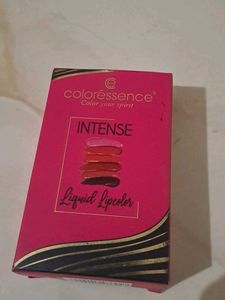 coloressence
Color your spirit
INTENSE
Liquid Lipcolor